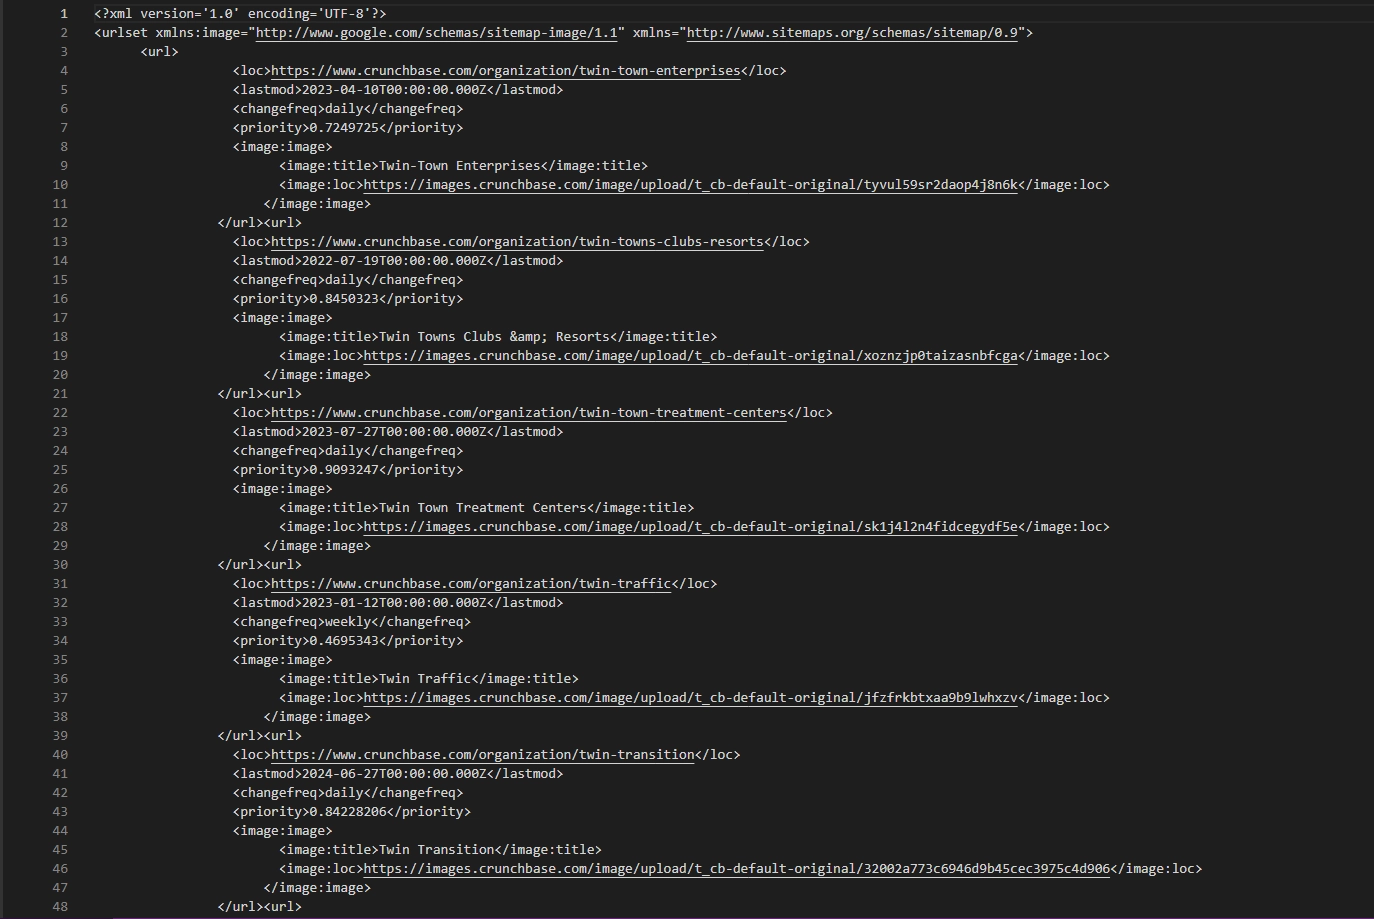 1 <?xml version='1.0' encoding='UTF-8'?>
2 <urlset xmlns:image="http://www.google.com/schemas/sitemap-image/1.1" xmlns="http://www.sitemaps.org/schemas/sitemap/0.9">
3 <url>
4 <loc>https://www.crunchbase.com/organization/twin-town-enterprises</loc>
5 <lastmod>2023-04-10T00:00:00.000Z</lastmod>
6 <changefreq>daily</changefreq>
7 <priority>0.7249725</priority>
8 <image:image>
9 <image:title>Twin-Town Enterprises</image:title>
10 <image:loc>https://images.crunchbase.com/image/upload/t_cb-default-original/tyvul59sr2daop4j8n6k</image:loc>
11 </image:image>
12 </url><url>
13 <loc>https://www.crunchbase.com/organization/twin-towns-clubs-resorts</loc>
14 <lastmod>2022-07-19T00:00:00.000Z</lastmod>
15 <changefreq>daily</changefreq>
16 <priority>0.8450323</priority>
17 <image:image>
18 <image:title>Twin Towns Clubs &amp; Resorts</image:title>
19 <image:loc>https://images.crunchbase.com/image/upload/t_cb-default-original/xoznzjp0taizasnbfcga</image:loc>
20 </image:image>
21 </url><url>
22 <loc>https://www.crunchbase.com/organization/twin-town-treatment-centers</loc>
23 <lastmod>2023-07-27T00:00:00.000Z</lastmod>
24 <changefreq>daily</changefreq>
25 <priority>0.9093247</priority>
26 <image:image>
27 <image:title>Twin Town Treatment Centers</image:title>
28 <image:loc>https://images.crunchbase.com/image/upload/t_cb-default-original/sk1j4l2n4fidcegydf5e</image:loc>
29 </image:image>
30 </url><url>
31 <loc>https://www.crunchbase.com/organization/twin-traffic</loc>
32 <lastmod>2023-01-12T00:00:00.000Z</lastmod>
33 <changefreq>weekly</changefreq>
34 <priority>0.4695343</priority>
35 <image:image>
36 <image:title>Twin Traffic</image:title>
37 <image:loc>https://images.crunchbase.com/image/upload/t_cb-default-original/jfzfrkbtxaa9b9lwhxzv</image:loc>
38 </image:image>
39 </url><url>
40 <loc>https://www.crunchbase.com/organization/twin-transition</loc>
41 <lastmod>2024-06-27T00:00:00.000Z</lastmod>
42 <changefreq>daily</changefreq>
43 <priority>0.84228206</priority>
44 <image:image>
45 <image:title>Twin Transition</image:title>
46 <image:loc>https://images.crunchbase.com/image/upload/t_cb-default-original/32002a773c6946d9b45cec3975c4d906</image:loc>
47 </image:image>
48 </url><url>